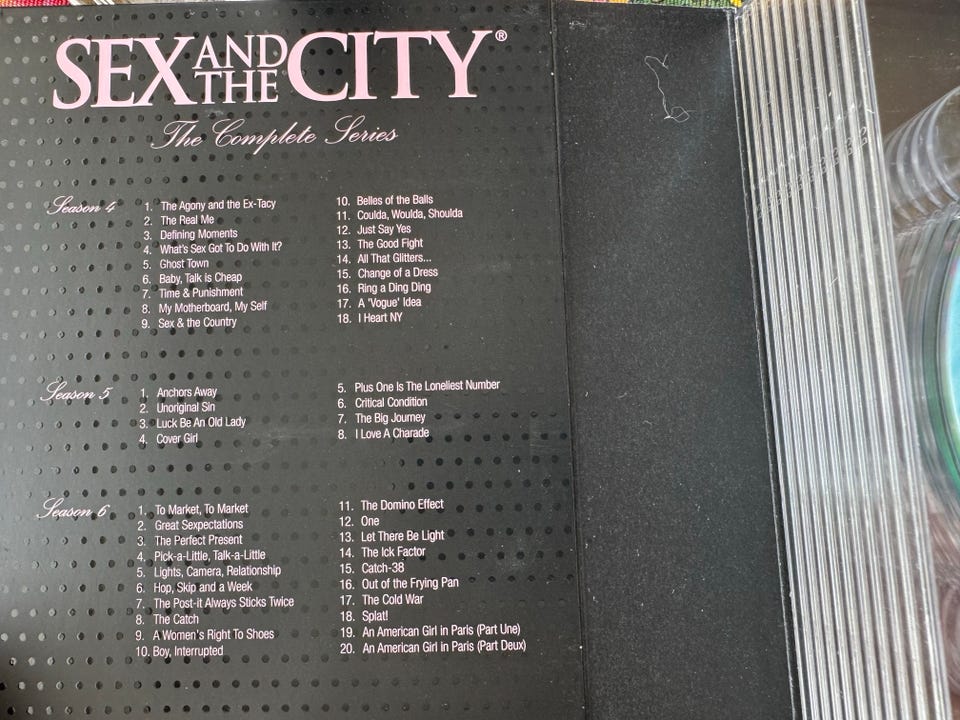 SEX AND THE CITY®
The Complete Series
Season 4
1. The Agony and the Ex-Tacy
2. The Real Me
3. Defining Moments
4. What's Sex Got To Do With It?
5. Ghost Town
6. Baby, Talk is Cheap
7. Time & Punishment
8. My Motherboard, My Self
9. Sex & the Country
10. Belles of the Balls
11. Coulda, Woulda, Shoulda
12. Just Say Yes
13. The Good Fight
14. All That Glitters...
15. Change of a Dress
16. Ring a Ding Ding
17. A 'Vogue' Idea
18. I Heart NY
Season 5
1. Anchors Away
2. Unoriginal Sin
3. Luck Be An Old Lady
4. Cover Girl
5. Plus One Is The Loneliest Number
6. Critical Condition
7. The Big Journey
8. I Love A Charade
Season 6
1. To Market, To Market
2. Great Sexpectations
3. The Perfect Present
4. Pick-a-Little, Talk-a-Little
5. Lights, Camera, Relationship
6. Hop, Skip and a Week
7. The Post-it Always Sticks Twice
8. The Catch
9. A Women's Right To Shoes
10. Boy, Interrupted
11. The Domino Effect
12. One
13. Let There Be Light
14. The Ick Factor
15. Catch-38
16. Out of the Frying Pan
17. The Cold War
18. Splat!
19. An American Girl in Paris (Part Une)
20. An American Girl in Paris (Part Deux)